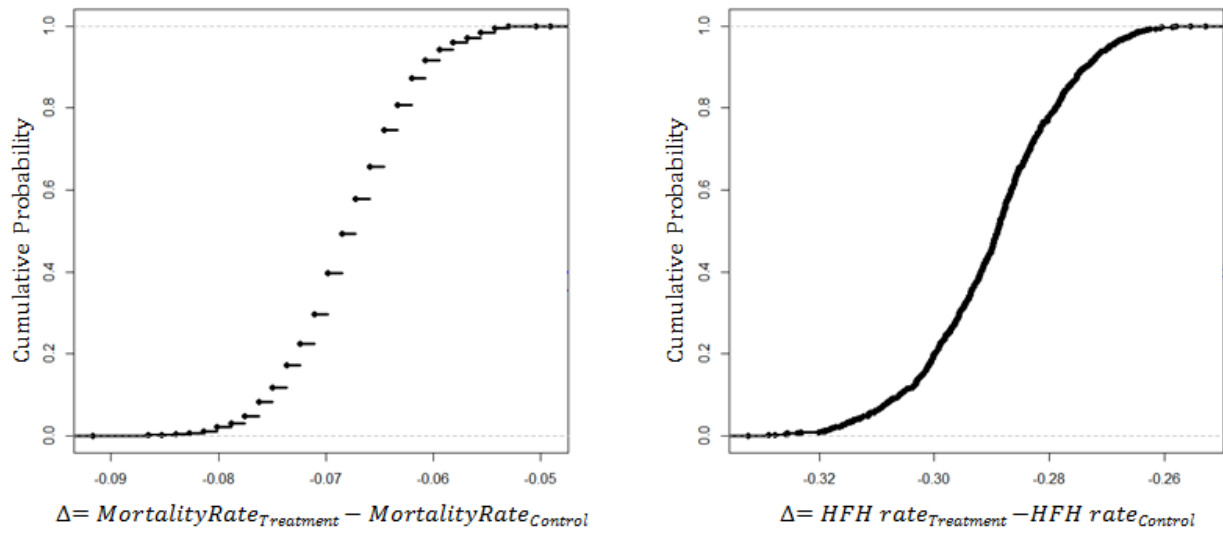 Cumulative Probability
1.0
0.8
0.6
0.4
0.2
0.0
-0.09 -0.08 -0.07 -0.06 -0.05
Δ= MortalityRate_Treatment − MortalityRate_Control
Cumulative Probability
1.0
0.8
0.6
0.4
0.2
0.0
-0.32 -0.30 -0.28 -0.26
Δ= HFH rate_Treatment −HFH rate_Control